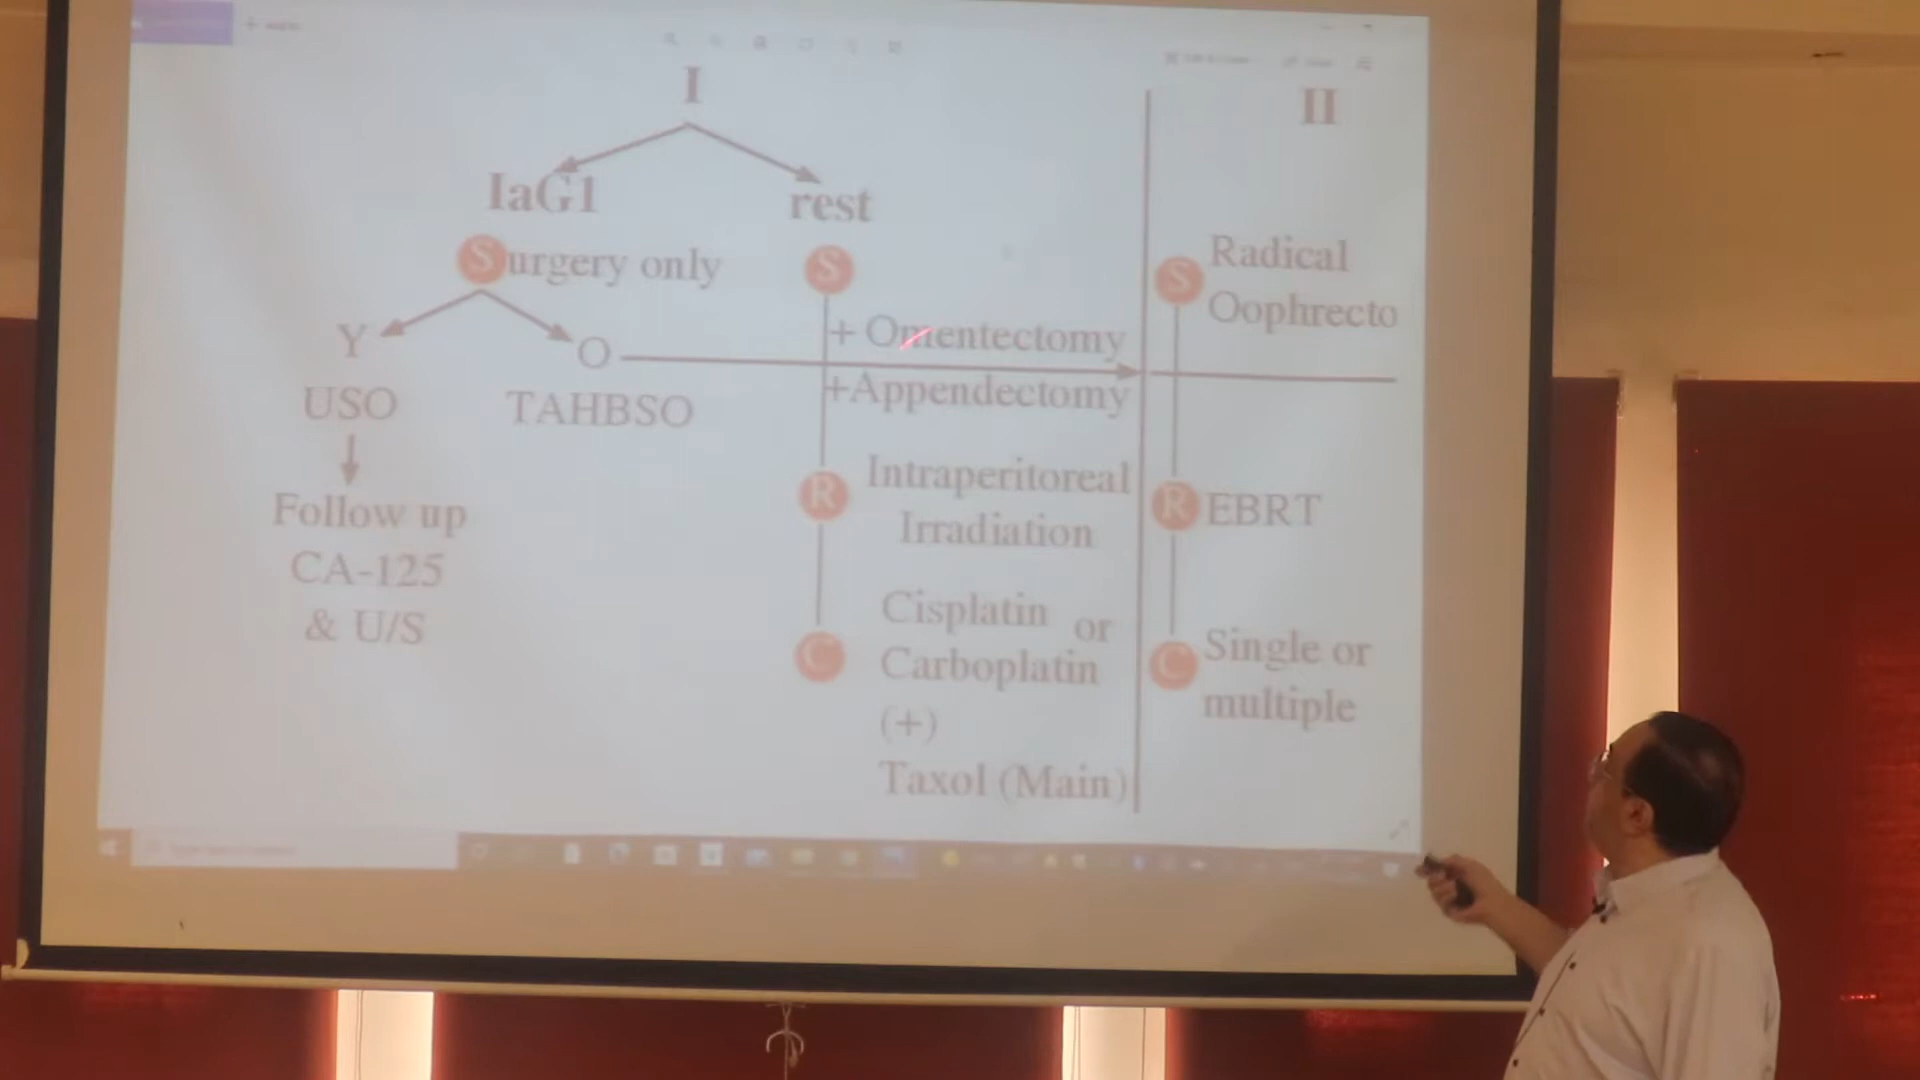 I
IaG1
rest
Surgery only
S
Y
O
USO
TAHBSO
Follow up
CA-125
& U/S
+ Omentectomy
+Appendectomy
R
Intraperitoreal
Irradiation
C
Cisplatin or
Carboplatin
(+)
Taxol (Main)
II
S
Radical
Oophrecto
R
EBRT
C
Single or
multiple